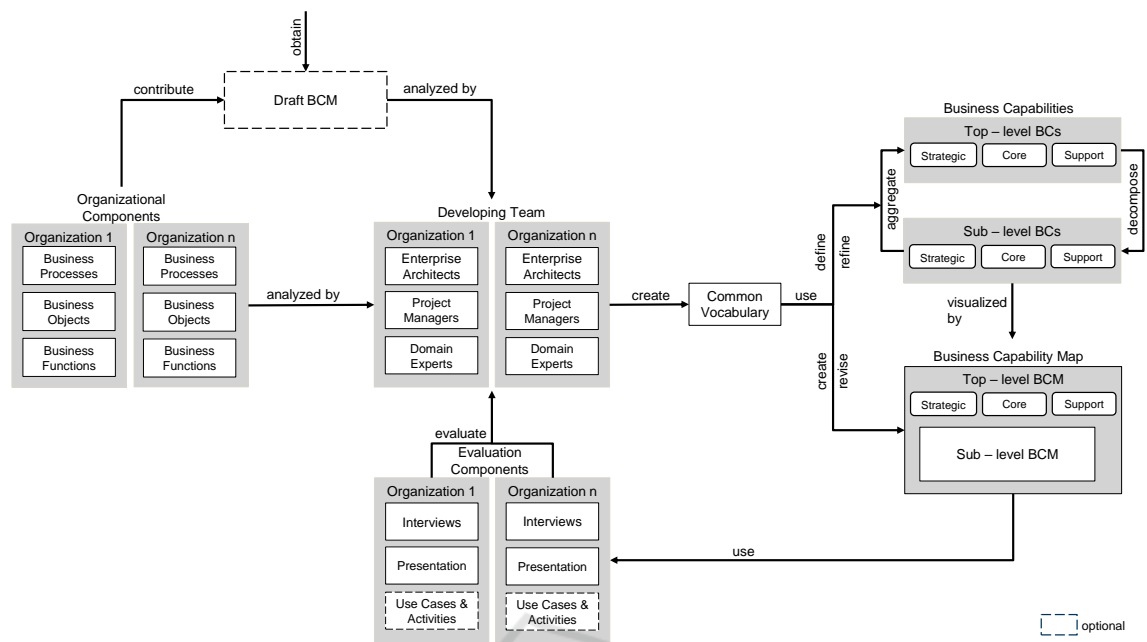 obtain
contribute
Draft BCM
analyzed by
Organizational
Components
Organization 1
Business
Processes
Business
Objects
Business
Functions
Organization n
Business
Processes
Business
Objects
Business
Functions
analyzed by
Developing Team
Organization 1
Enterprise
Architects
Project
Managers
Domain
Experts
Organization n
Enterprise
Architects
Project
Managers
Domain
Experts
create
Common
Vocabulary
use
define
refine
create
revise
Business Capabilities
Top – level BCs
Strategic
Core
Support
aggregate
decompose
Sub – level BCs
Strategic
Core
Support
visualized
by
Business Capability Map
Top – level BCM
Strategic
Core
Support
Sub – level BCM
use
evaluate
Evaluation
Components
Organization 1
Interviews
Presentation
Use Cases &
Activities
Organization n
Interviews
Presentation
Use Cases &
Activities
optional